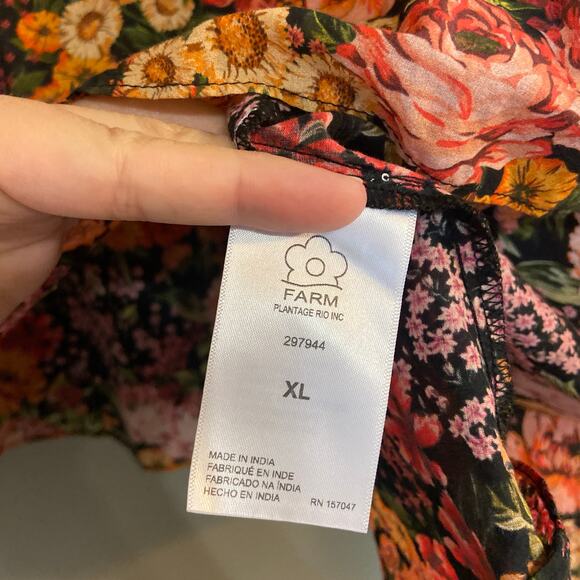 FARM
PLANTAGE RIO INC
297944
XL
MADE IN INDIA
FABRIQUÉ EN INDE
FABRICADO NA ÍNDIA
HECHO EN INDIA
RN 157047